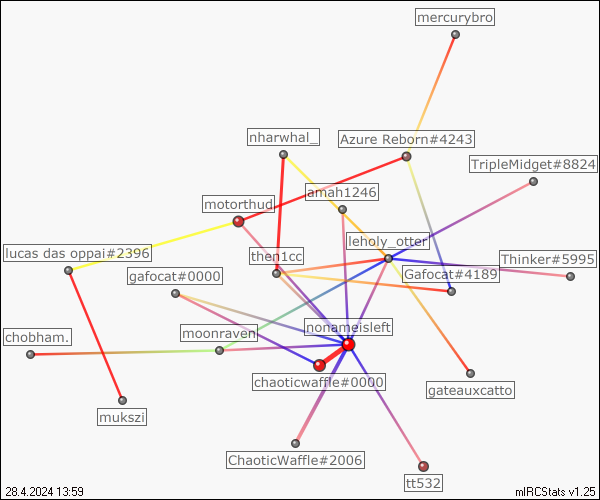 mercurybro
nharwhal_
Azure Reborn#4243
TripleMidget#8824
motorthud
amah1246
leholy_otter
lucas das oppai#2396
then1cc
Thinker#5995
gafocat#0000
Gafocat#4189
chobham.
moonraven
nonameisleft
chaoticwaffle#0000
gateauxcatto
mukszi
ChaoticWaffle#2006
tt532
28.4.2024 13:59
mIRCStats v1.25